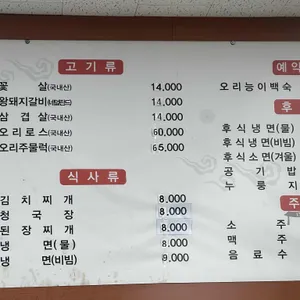 고기류
꽃 살(국내산) 14,000
왕돼지갈비 14,000
삼 겹 살(국내산) 14,000
오리로스(국내산) 60,000
오리주물럭(국내산) 65,000
식사류
김치찌개 8,000
청국장 8,000
된장찌개 8,000
냉 면(물) 8,000
냉 면(비빔) 9,000
예약
오리능이백숙
후
후식냉면(물)
후식냉면(비빔)
후식소면(겨울)
공기밥
누룽지
주
소주
맥주
음료수